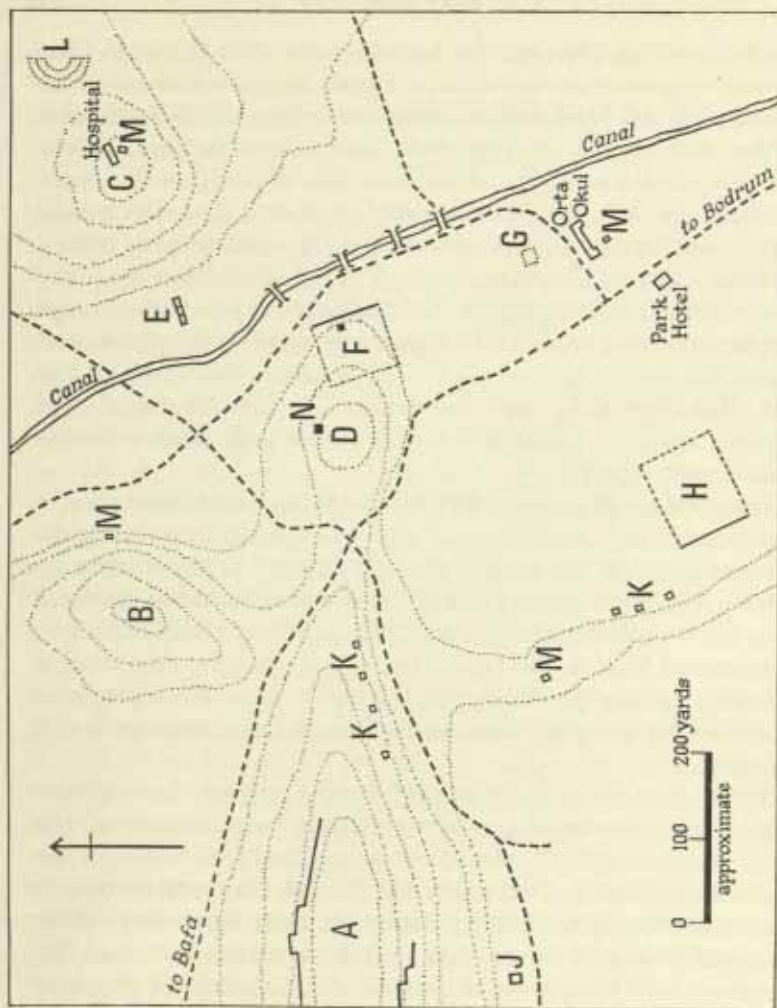 L
Hospital
M
C
Canal
E
M
B
to Bafa
N
D
F
A
K
K
G
Orta
Okul
M
Canal
to Bodrum
J
M
K
H
Park
Hotel
0 100 200 yards
approximate